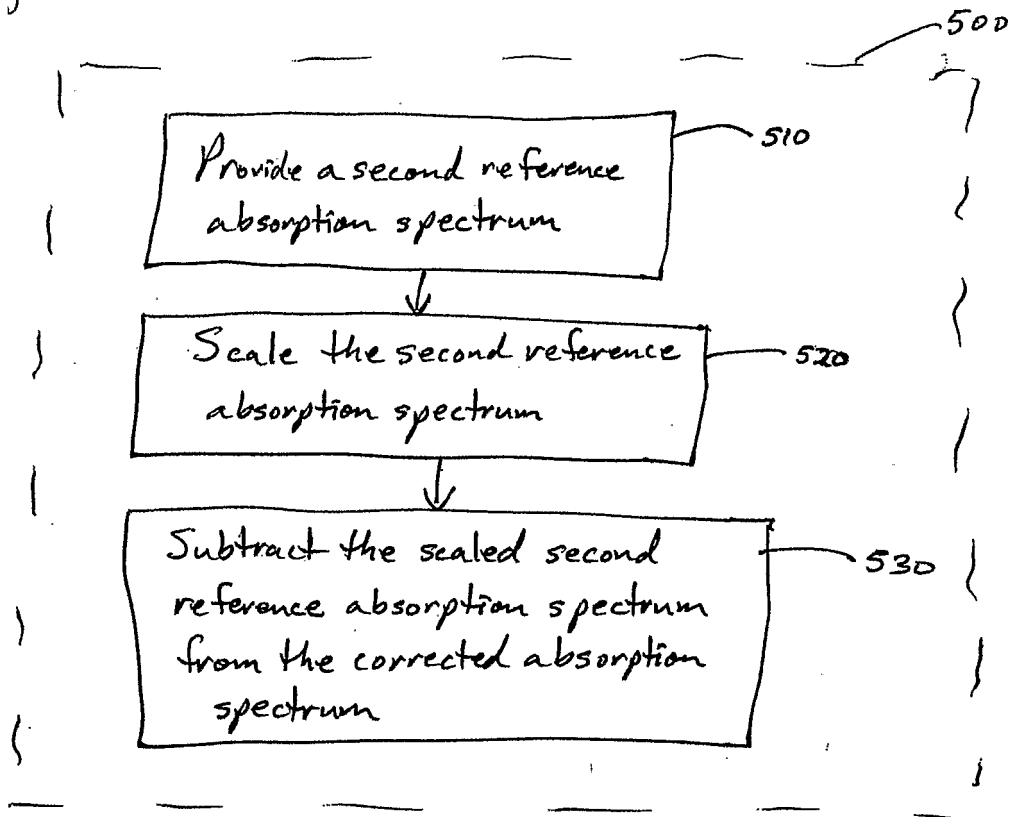 500
510
Provide a second reference
absorption spectrum
Scale the second reference
520
absorption spectrum
Subtract the scaled second
530
reference absorption spectrum
from the corrected absorption
spectrum